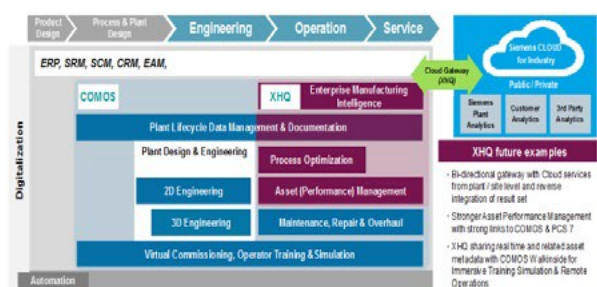 Product
Design
Process & Plant
Design
Engineering
Operation
Service
ERP, SRM, SCM, CRM, EAM,
COMOS
XHQ
Enterprise Manufacturing
Intelligence
Plant Lifecycle Data Management & Documentation
Plant Design & Engineering
Process Optimization
2D Engineering
Asset (Performance) Management
3D Engineering
Maintenance, Repair & Overhaul
Virtual Commissioning, Operator Training & Simulation
Digitalization
Automation
Cloud Gateway
(XHQ)
Siemens CLOUD
for Industry
Public / Private
Siemens
Plant
Analytics
Customer
Analytics
3rd Party
Analytics
XHQ future examples
• Bi-directional gateway with Cloud services
from plant / site level and reverse
integration of result set
• Stronger Asset Performance Management
with strong links to COMOS & PCS 7
• XHQ sharing real time and related asset
metadata with COMOS Walkinside for
Immersive Training Simulation & Remote
Operations